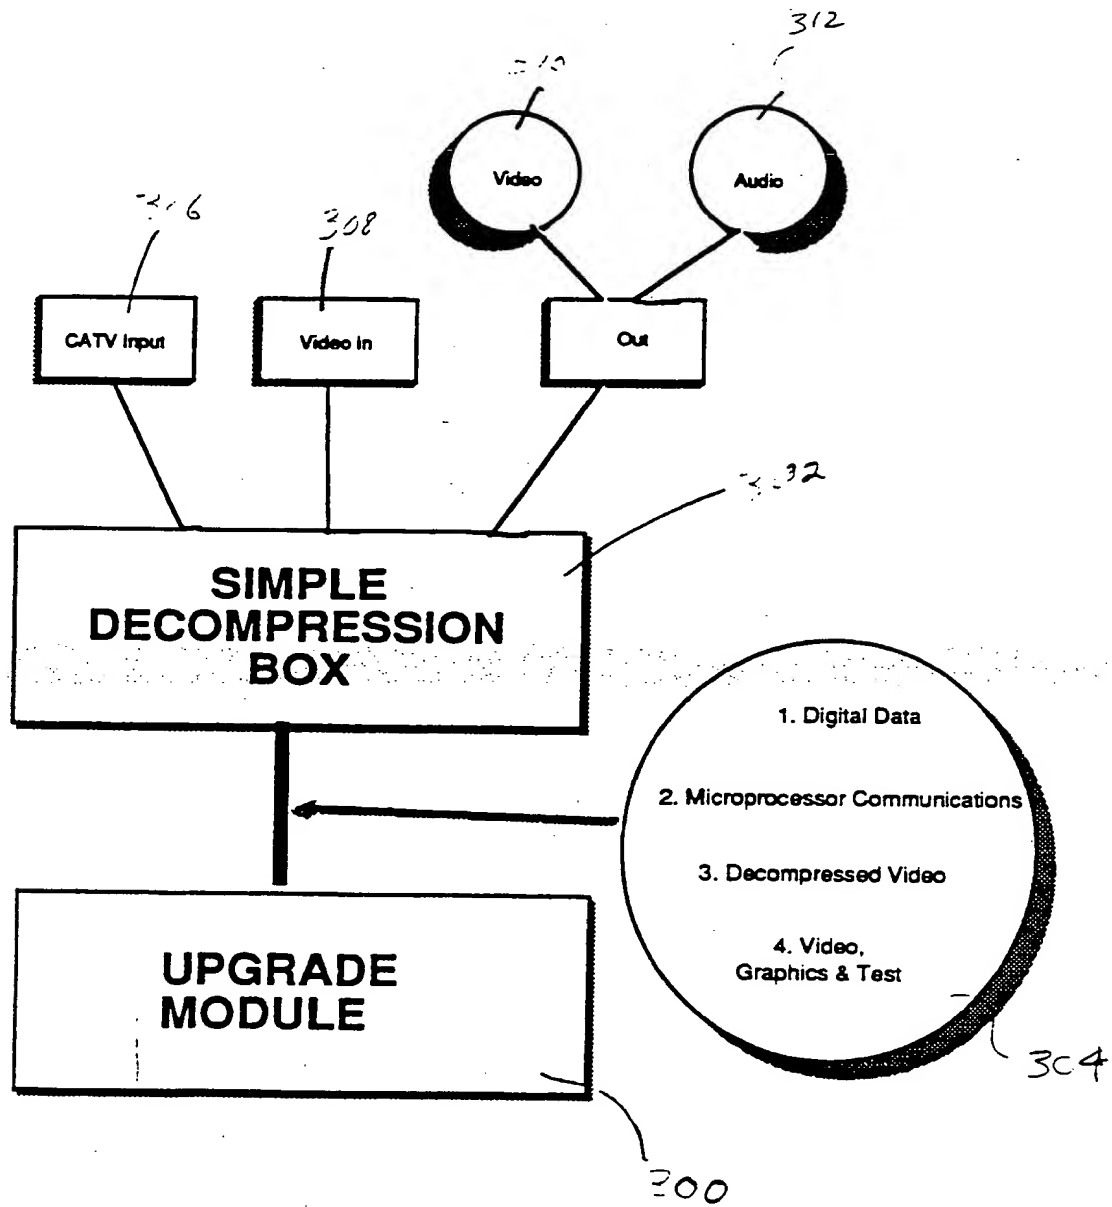 312
Video
Audio
308
CATV Input
Video In
Out
SIMPLE
DECOMPRESSION
BOX
1. Digital Data
2. Microprocessor Communications
3. Decompressed Video
4. Video,
Graphics & Test
UPGRADE
MODULE
304
300